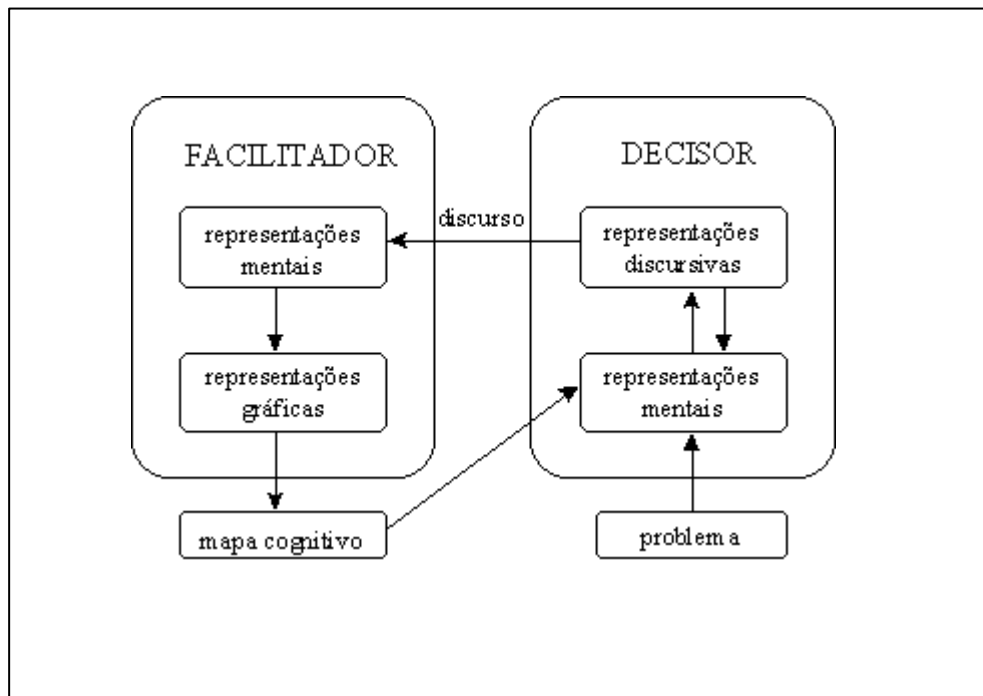 FACILITADOR
representações
mentais
representações
gráficas
mapa cognitivo
discurso
DECISOR
representações
discursivas
representações
mentais
problema